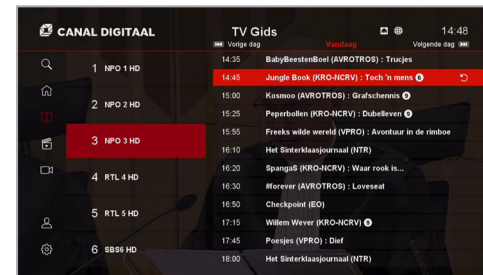 CANAL DIGITAAL
TV Gids
14:48
Vorige dag
Vandaag
Volgende dag
1 NPO 1 HD
2 NPO 2 HD
3 NPO 3 HD
4 RTL 4 HD
5 RTL 5 HD
6 SBS6 HD
14:35 BabyBeestenBoel (AVROTROS) : Trucjes
14:45 Jungle Book (KRO-NCRV) : Toch 'n mens 6
15:00 Kosmoo (AVROTROS) : Grafschennis 9
15:25 Peperbollen (KRO-NCRV) : Dubelleven 9
15:55 Freeks wilde wereld (VPRO) : Avontuur in de rimboe
16:10 Het Sinterklaasjournaal (NTR)
16:20 SpangaS (KRO-NCRV) : Waar rook is...
16:30 #forever (AVROTROS) : Loveseat
16:50 Checkpoint (EO)
17:15 Willem Wever (KRO-NCRV) 9
17:45 Poesjes (VPRO) : Dief
18:00 Het Sinterklaasjournaal (NTR)